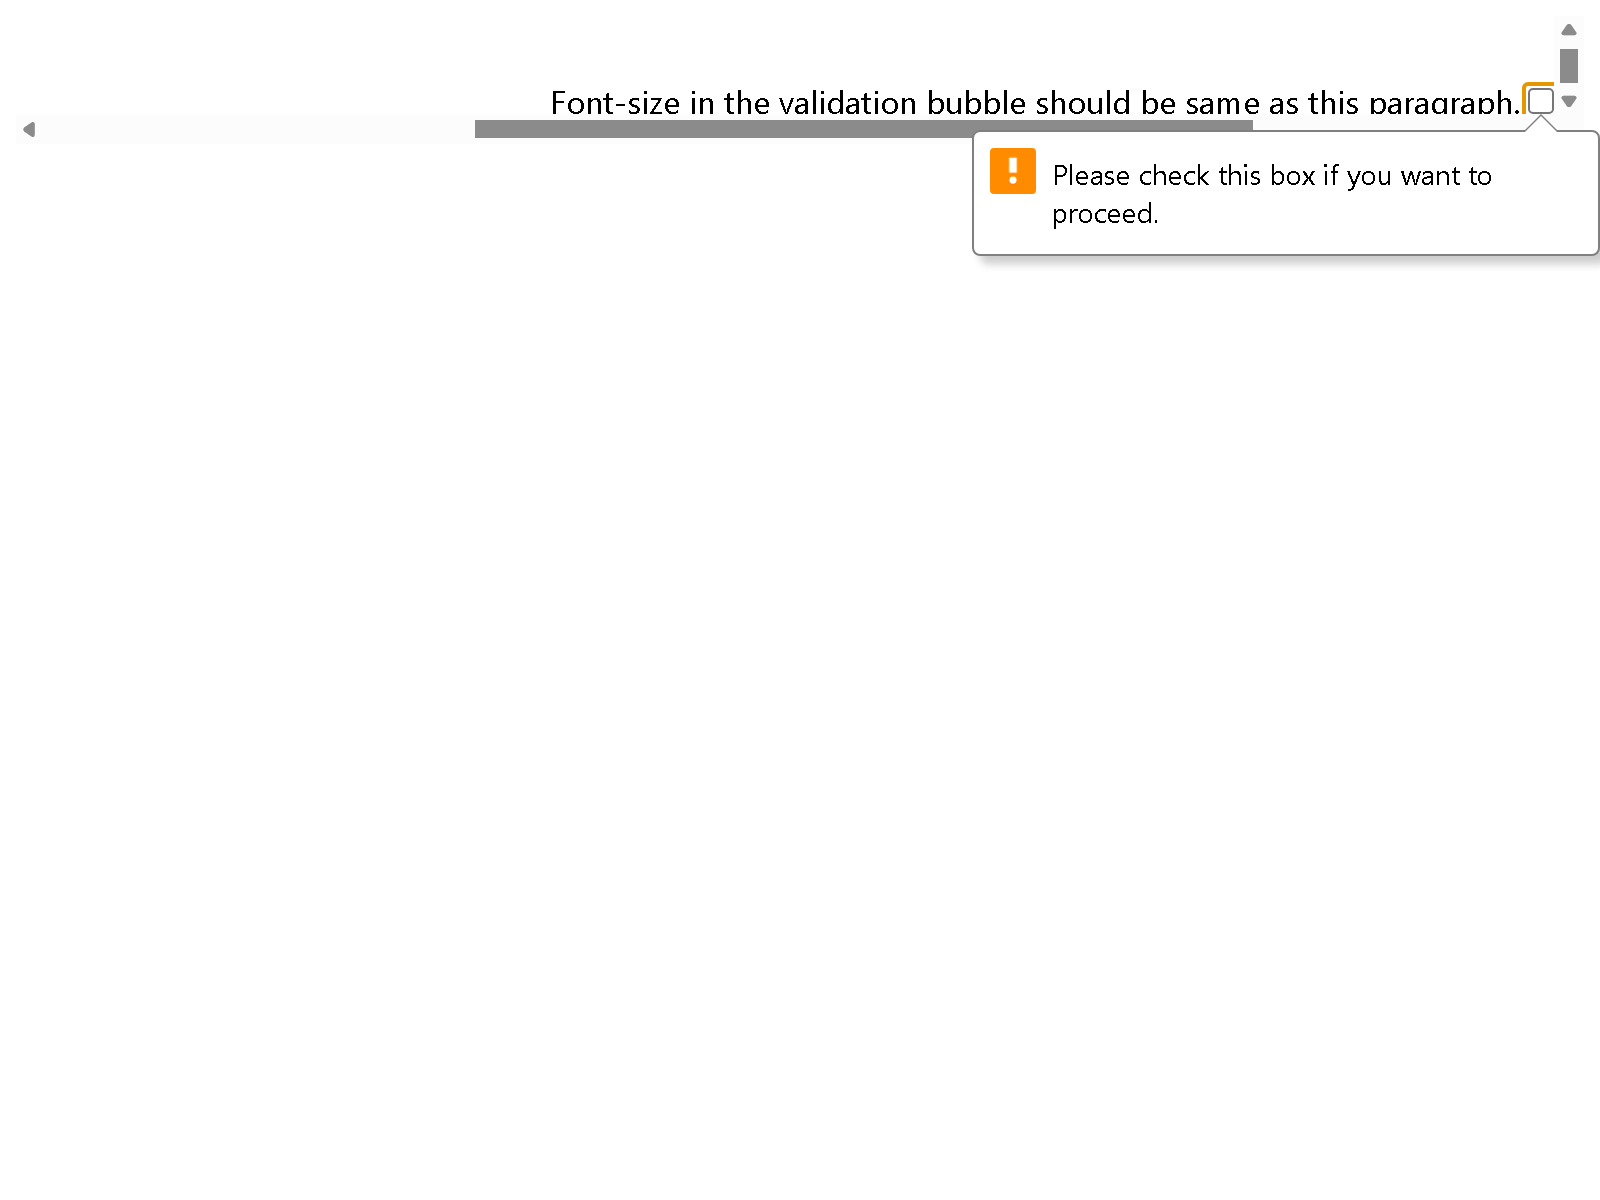 Font-size in the validation bubble should be same as this paragraph.
Please check this box if you want to
proceed.